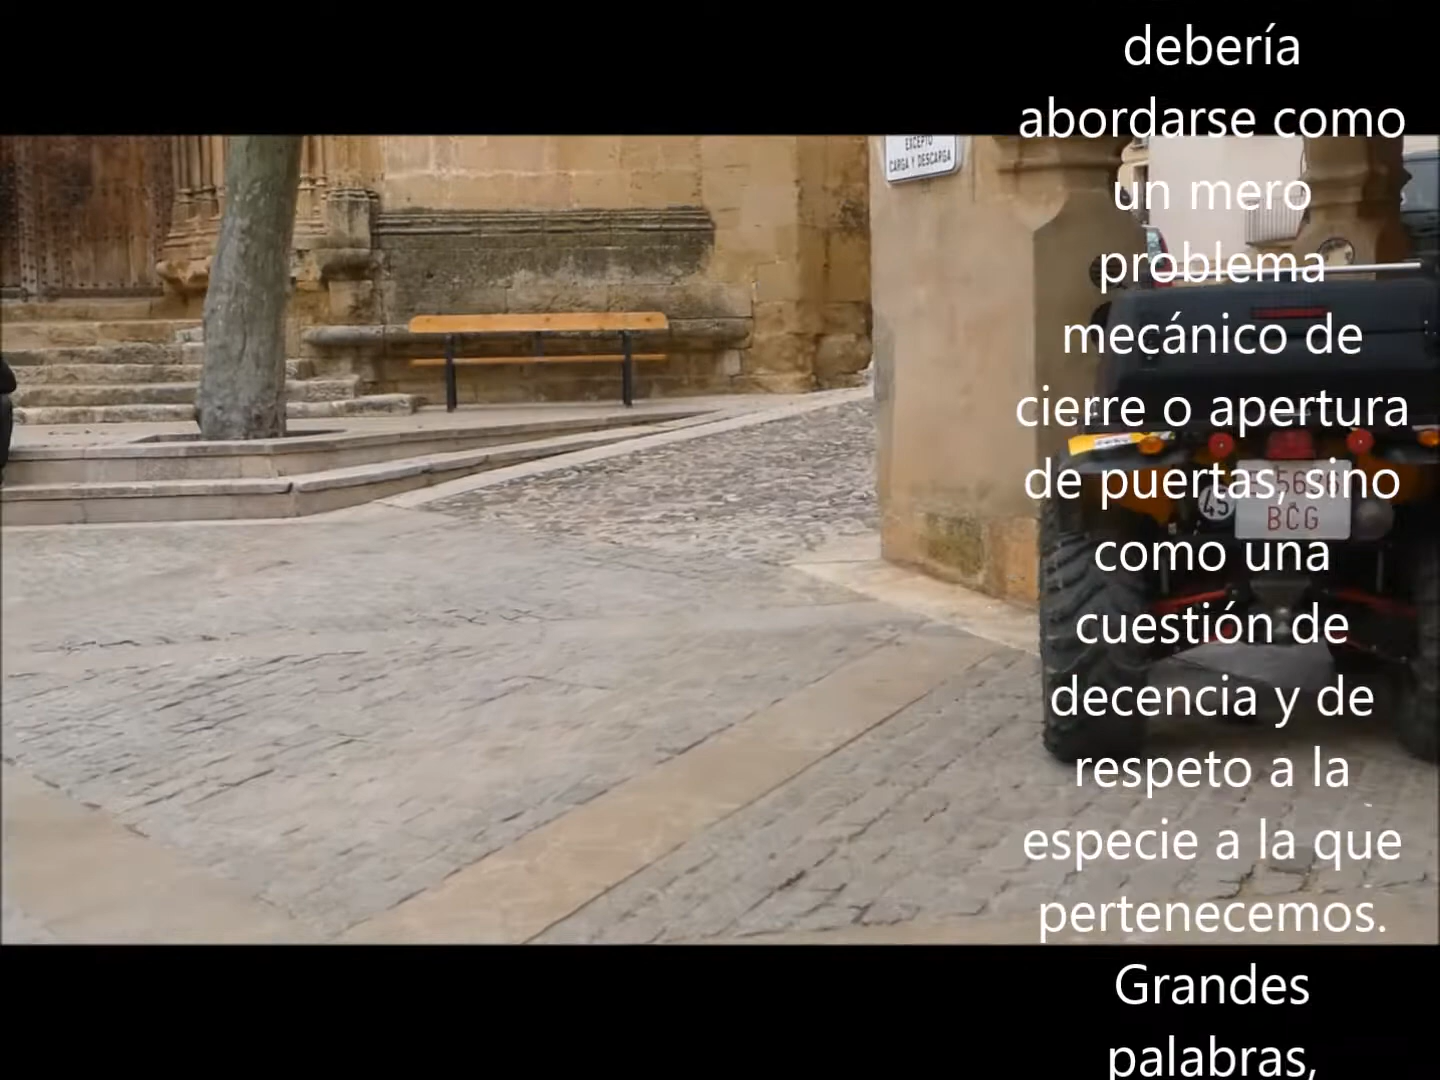 debería
abordarse como
un mero
problema
mecánico de
cierre o apertura
de puertas, sino
como una
cuestión de
decencia y de
respeto a la
especie a la que
pertenecemos.
Grandes
palabras,
EXCEPTO
CARGA Y DESCARGA
45
BCG